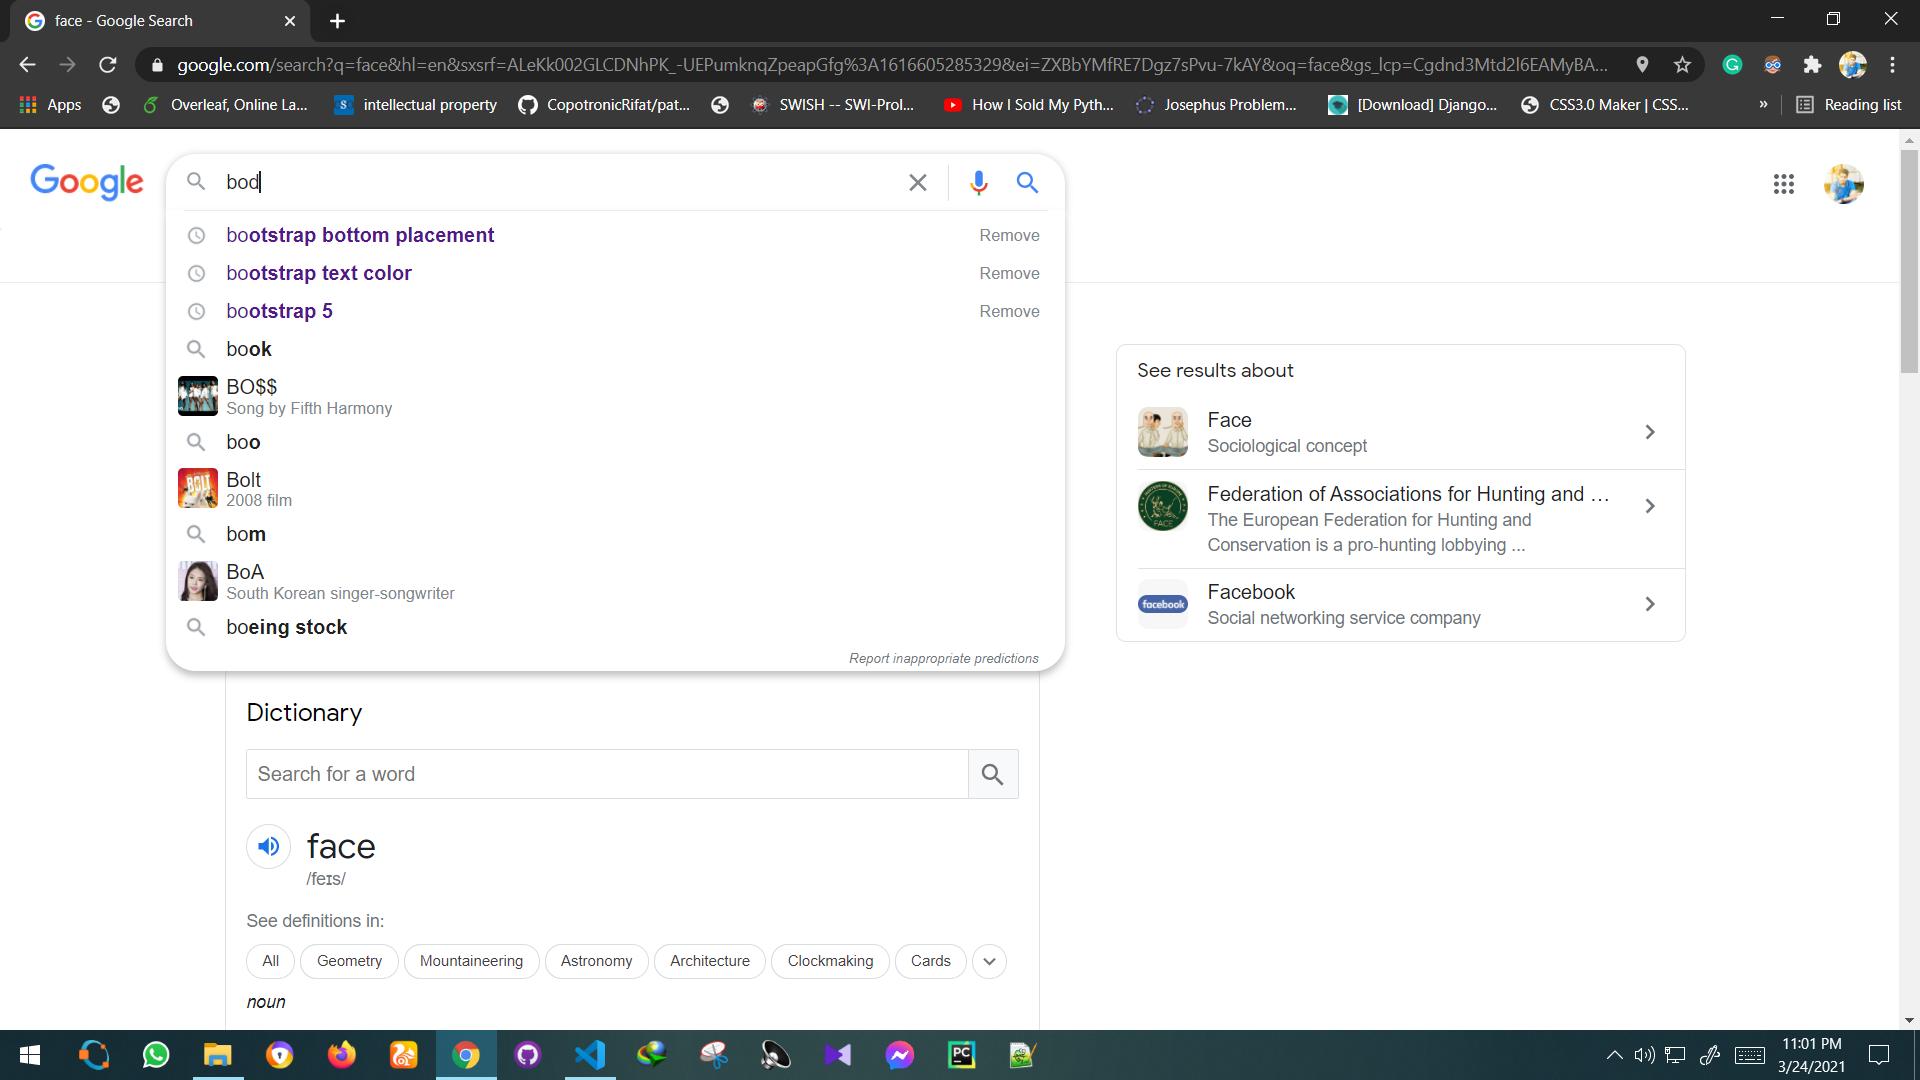 face - Google Search
google.com/search?q=face&hl=en&sxsrf=ALeKk002GLCDNhPK_-UEPumknqZpeapGfg%3A1616605285329&ei=ZXBbYMfRE7Dgz7sPvu-7kAY&oq=face&gs_lcp=Cgdnd3Mtd2l6EAMyBA...
Apps
Overleaf, Online La...
intellectual property
CopotronicRifat/pat...
SWISH -- SWI-Prol...
How I Sold My Pyth...
Josephus Problem...
[Download] Django...
CSS3.0 Maker | CSS...
»
Reading list
Google
bod
bootstrap bottom placement Remove
bootstrap text color Remove
bootstrap 5 Remove
book
BO$$
Song by Fifth Harmony
boo
BOLT
Bolt
2008 film
bom
BoA
South Korean singer-songwriter
boeing stock
Report inappropriate predictions
See results about
Face
Sociological concept
Federation of Associations for Hunting and ...
FACE
The European Federation for Hunting and
Conservation is a pro-hunting lobbying ...
Facebook
facebook
Social networking service company
Dictionary
Search for a word
face
/feɪs/
See definitions in:
All Geometry Mountaineering Astronomy Architecture Clockmaking Cards
noun
PC
11:01 PM
3/24/2021